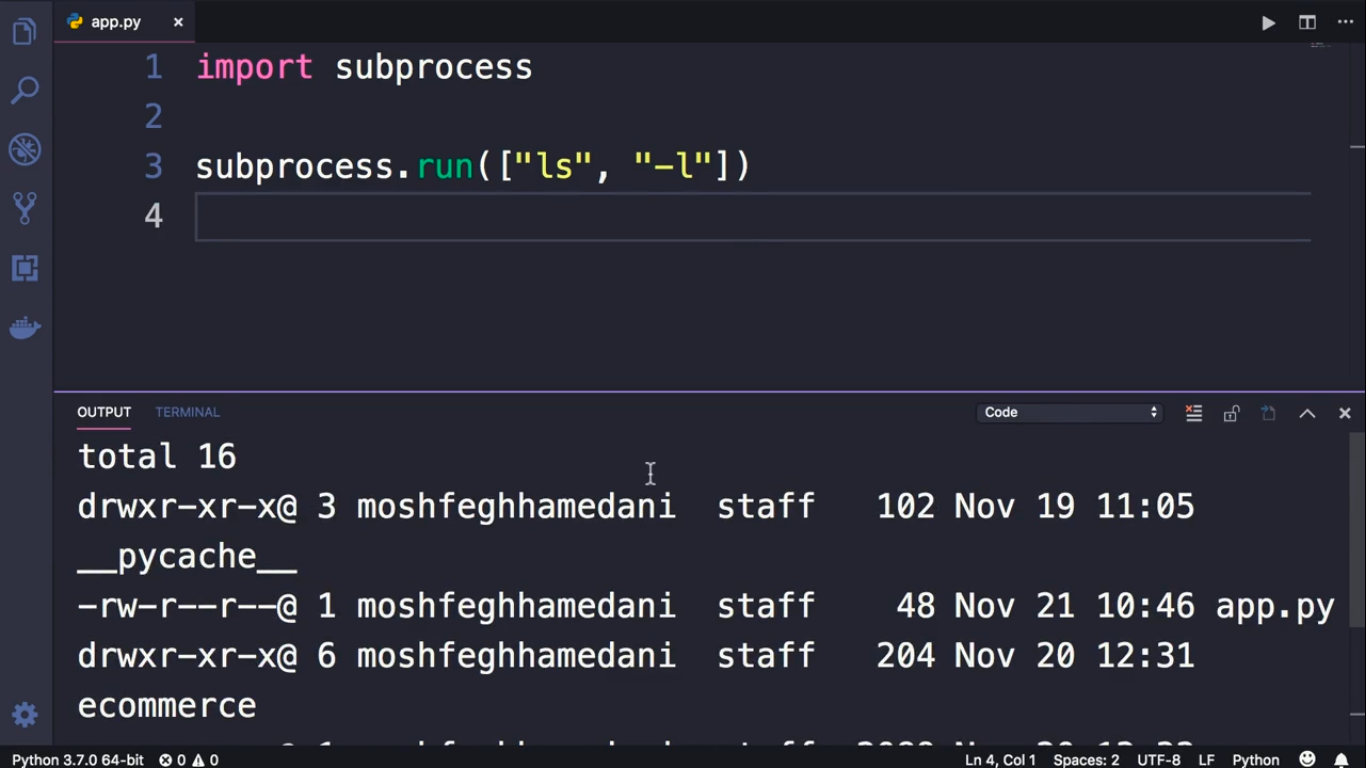 app.py
1 import subprocess
2
3 subprocess.run(["ls", "-l"])
4
OUTPUT TERMINAL Code
total 16
drwxr-xr-x@ 3 moshfeghhamedani  staff   102 Nov 19 11:05
__pycache__
-rw-r--r--@ 1 moshfeghhamedani  staff    48 Nov 21 10:46 app.py
drwxr-xr-x@ 6 moshfeghhamedani  staff   204 Nov 20 12:31
ecommerce
Python 3.7.0 64-bit 0 0 Ln 4, Col 1 Spaces: 2 UTF-8 LF Python